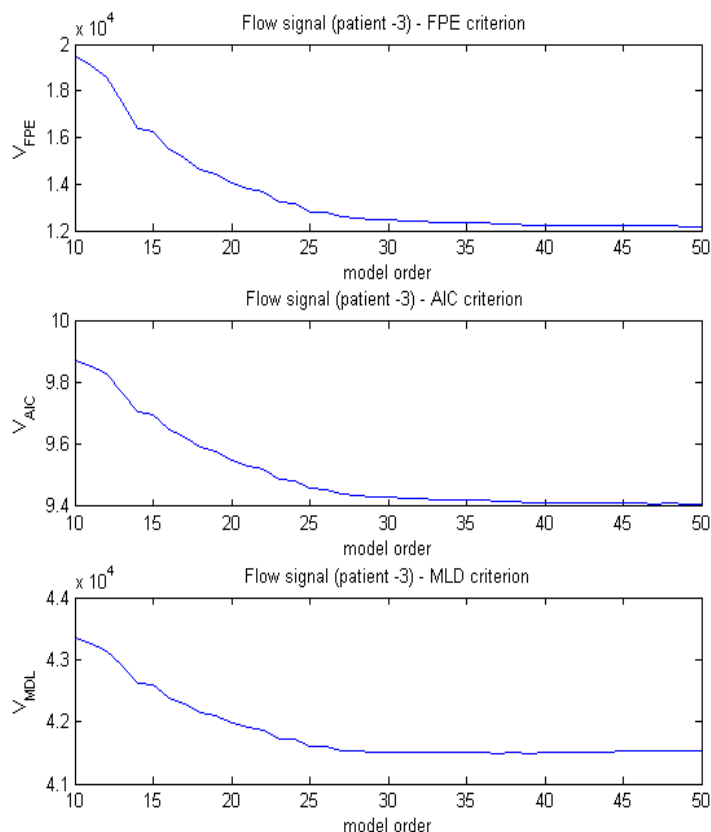 Flow signal (patient -3) - FPE criterion
x 10⁴
2
1.8
1.6
1.4
1.2
V_FPE
10 15 20 25 30 35 40 45 50
model order
Flow signal (patient -3) - AIC criterion
10
9.8
9.6
9.4
V_AIC
10 15 20 25 30 35 40 45 50
model order
Flow signal (patient -3) - MLD criterion
x 10⁴
4.4
4.3
4.2
4.1
V_MDL
10 15 20 25 30 35 40 45 50
model order